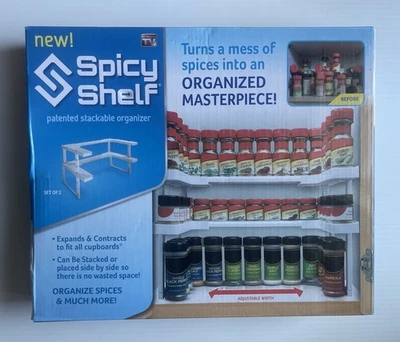 new!
Spicy
Shelf®
patented stackable organizer
SET OF 2
• Expands & Contracts
to fit all cupboards*
• Can be Stacked or
placed side by side so
there is no wasted space!
ORGANIZE SPICES
& MUCH MORE!
Turns a mess of
spices into an
ORGANIZED
MASTERPIECE!
BEFORE
ADJUSTABLE WIDTH